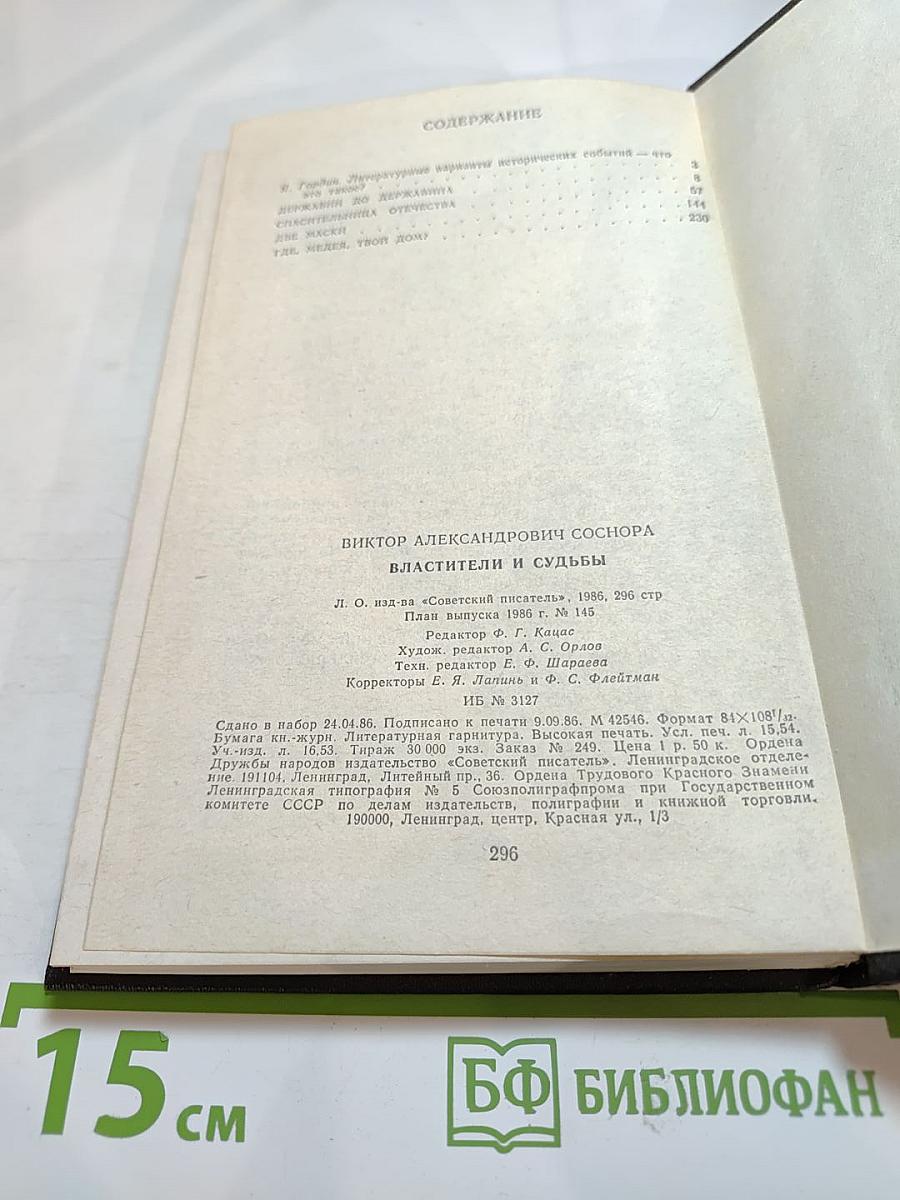 СОДЕРЖАНИЕ
Я. Гордин. Литературные варианты исторических событий — что
это такое? . . . . . . . . . . . . . . . 3
ДЕРЖАВИН ДО ДЕРЖАВИНА . . . . . . . . . 8
СПАСИТЕЛЬНИЦА ОТЕЧЕСТВА . . . . . . . . 67
ДВЕ МАСКИ . . . . . . . . . . . . . . . 144
ГДЕ, МЕДЕЯ, ТВОЙ ДОМ? . . . . . . . . . 230
ВИКТОР АЛЕКСАНДРОВИЧ СОСНОРА
ВЛАСТИТЕЛИ И СУДЬБЫ
Л. О. изд-ва «Советский писатель», 1986, 296 стр
План выпуска 1986 г. № 145
Редактор Ф. Г. Кацас
Худож. редактор А. С. Орлов
Техн. редактор Е. Ф. Шараева
Корректоры Е. Я. Лапинь и Ф. С. Флейтман
ИБ № 3127
Сдано в набор 24.04.86. Подписано к печати 9.09.86. М 42546. Формат 84×108¹/₃₂.
Бумага кн.-журн. Литературная гарнитура. Высокая печать. Усл. печ. л. 15,54.
Уч.-изд. л. 16,53. Тираж 30 000 экз. Заказ № 249. Цена 1 р. 50 к. Ордена
Дружбы народов издательство «Советский писатель». Ленинградское отделе-
ние. 191104, Ленинград, Литейный пр., 36. Ордена Трудового Красного Знамени
Ленинградская типография № 5 Союзполиграфпрома при Государственном
комитете СССР по делам издательств, полиграфии и книжной торговли.
190000, Ленинград, центр, Красная ул., 1/3
296
15 см
БФ БИБЛИОФАН